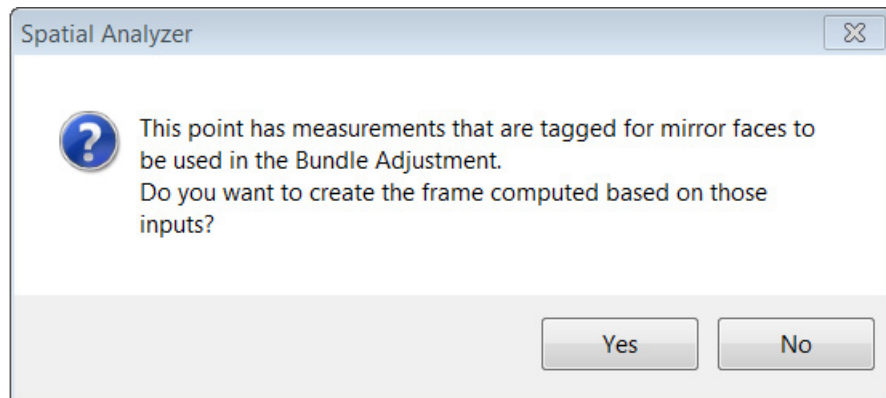 Spatial Analyzer
This point has measurements that are tagged for mirror faces to
be used in the Bundle Adjustment.
Do you want to create the frame computed based on those
inputs?
Yes
No